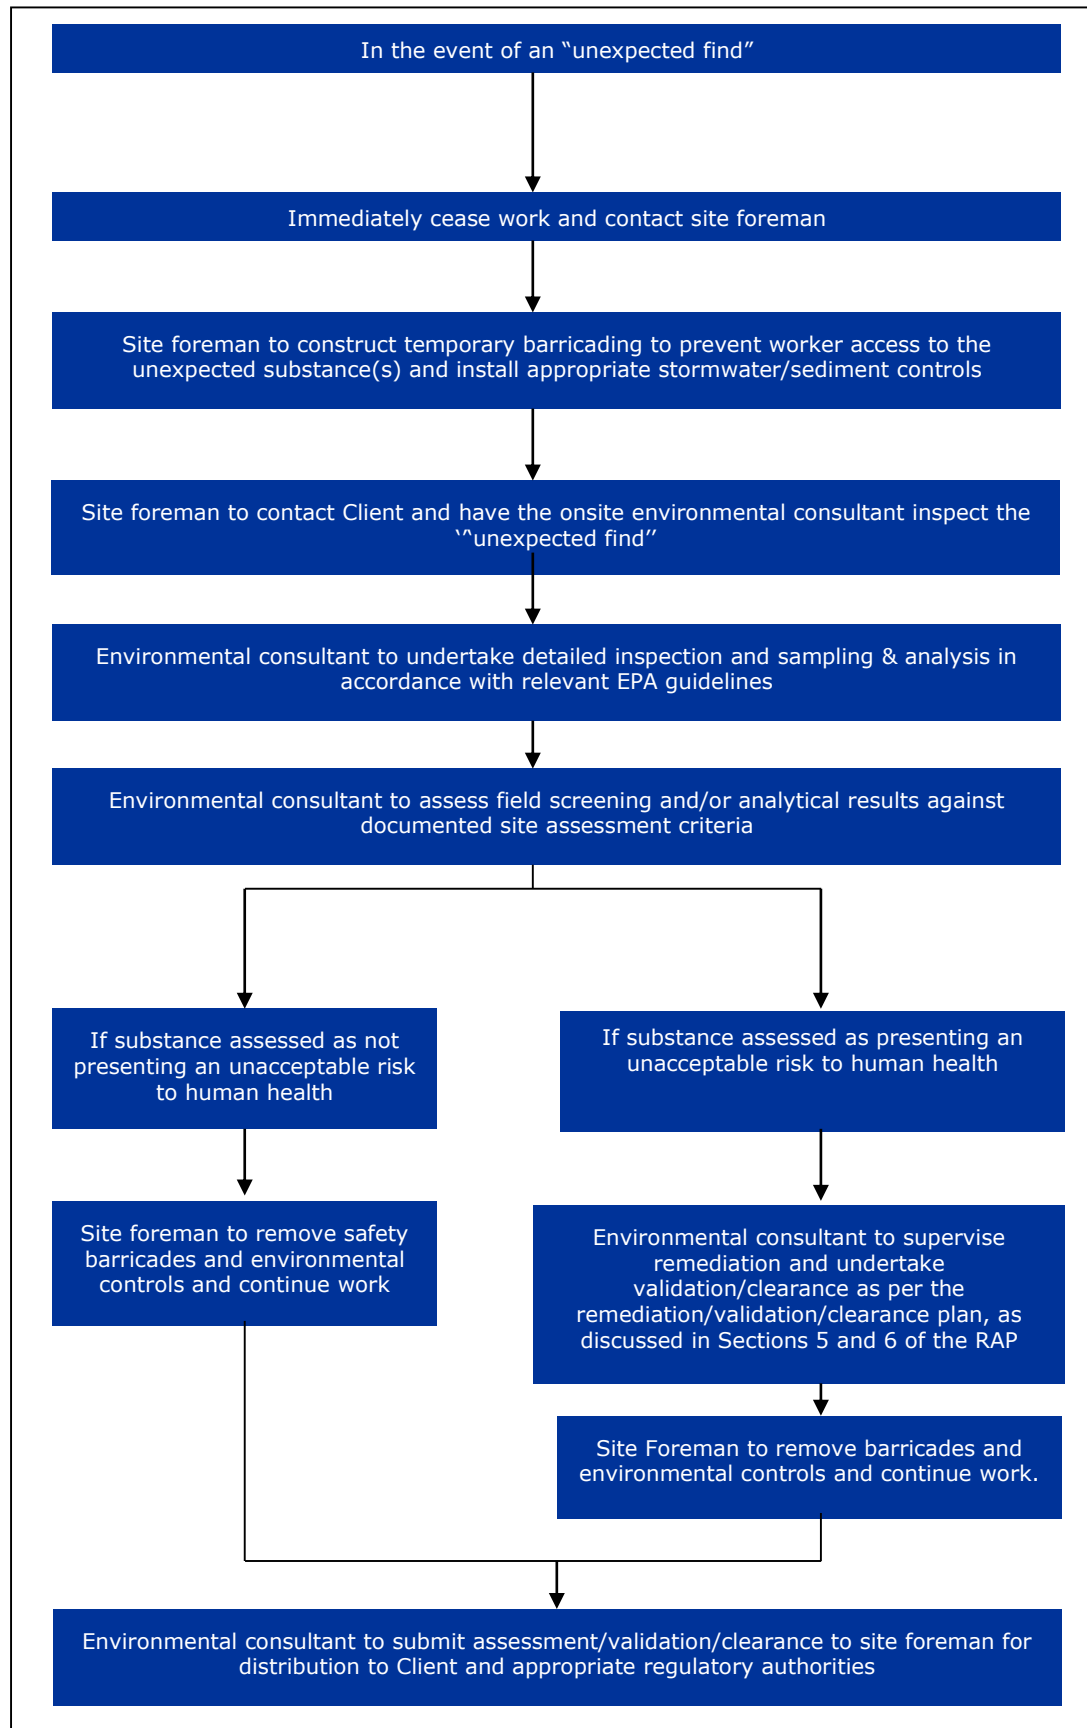 In the event of an “unexpected find”
Immediately cease work and contact site foreman
Site foreman to construct temporary barricading to prevent worker access to the
unexpected substance(s) and install appropriate stormwater/sediment controls
Site foreman to contact Client and have the onsite environmental consultant inspect the
‘“unexpected find’’
Environmental consultant to undertake detailed inspection and sampling & analysis in
accordance with relevant EPA guidelines
Environmental consultant to assess field screening and/or analytical results against
documented site assessment criteria
If substance assessed as not
presenting an unacceptable risk
to human health
If substance assessed as presenting an
unacceptable risk to human health
Site foreman to remove safety
barricades and environmental
controls and continue work
Environmental consultant to supervise
remediation and undertake
validation/clearance as per the
remediation/validation/clearance plan, as
discussed in Sections 5 and 6 of the RAP
Site Foreman to remove barricades and
environmental controls and continue work.
Environmental consultant to submit assessment/validation/clearance to site foreman for
distribution to Client and appropriate regulatory authorities